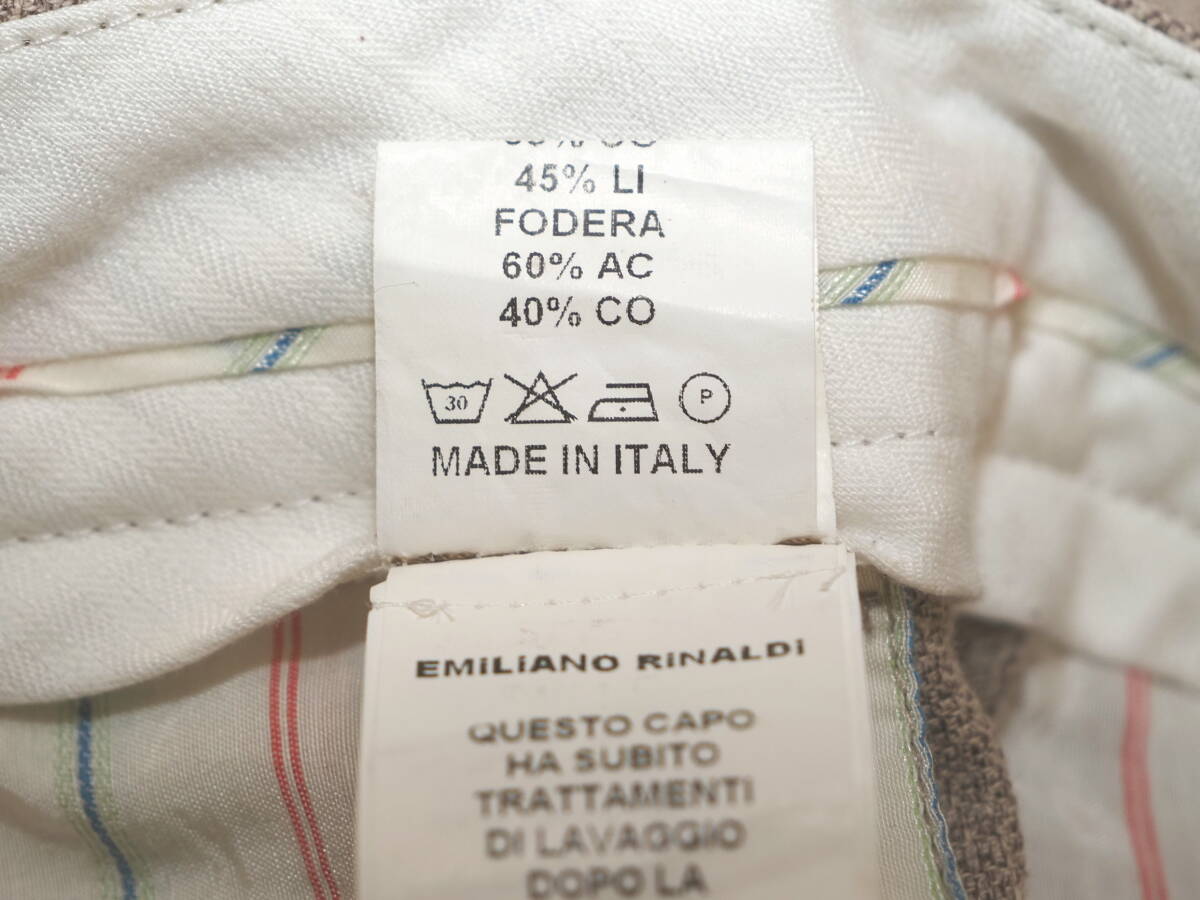 45% LI
FODERA
60% AC
40% CO
30 P
MADE IN ITALY
EMiLiANO RiNALDi
QUESTO CAPO
HA SUBITO
TRATTAMENTI
DI LAVAGGIO
DOPO LA